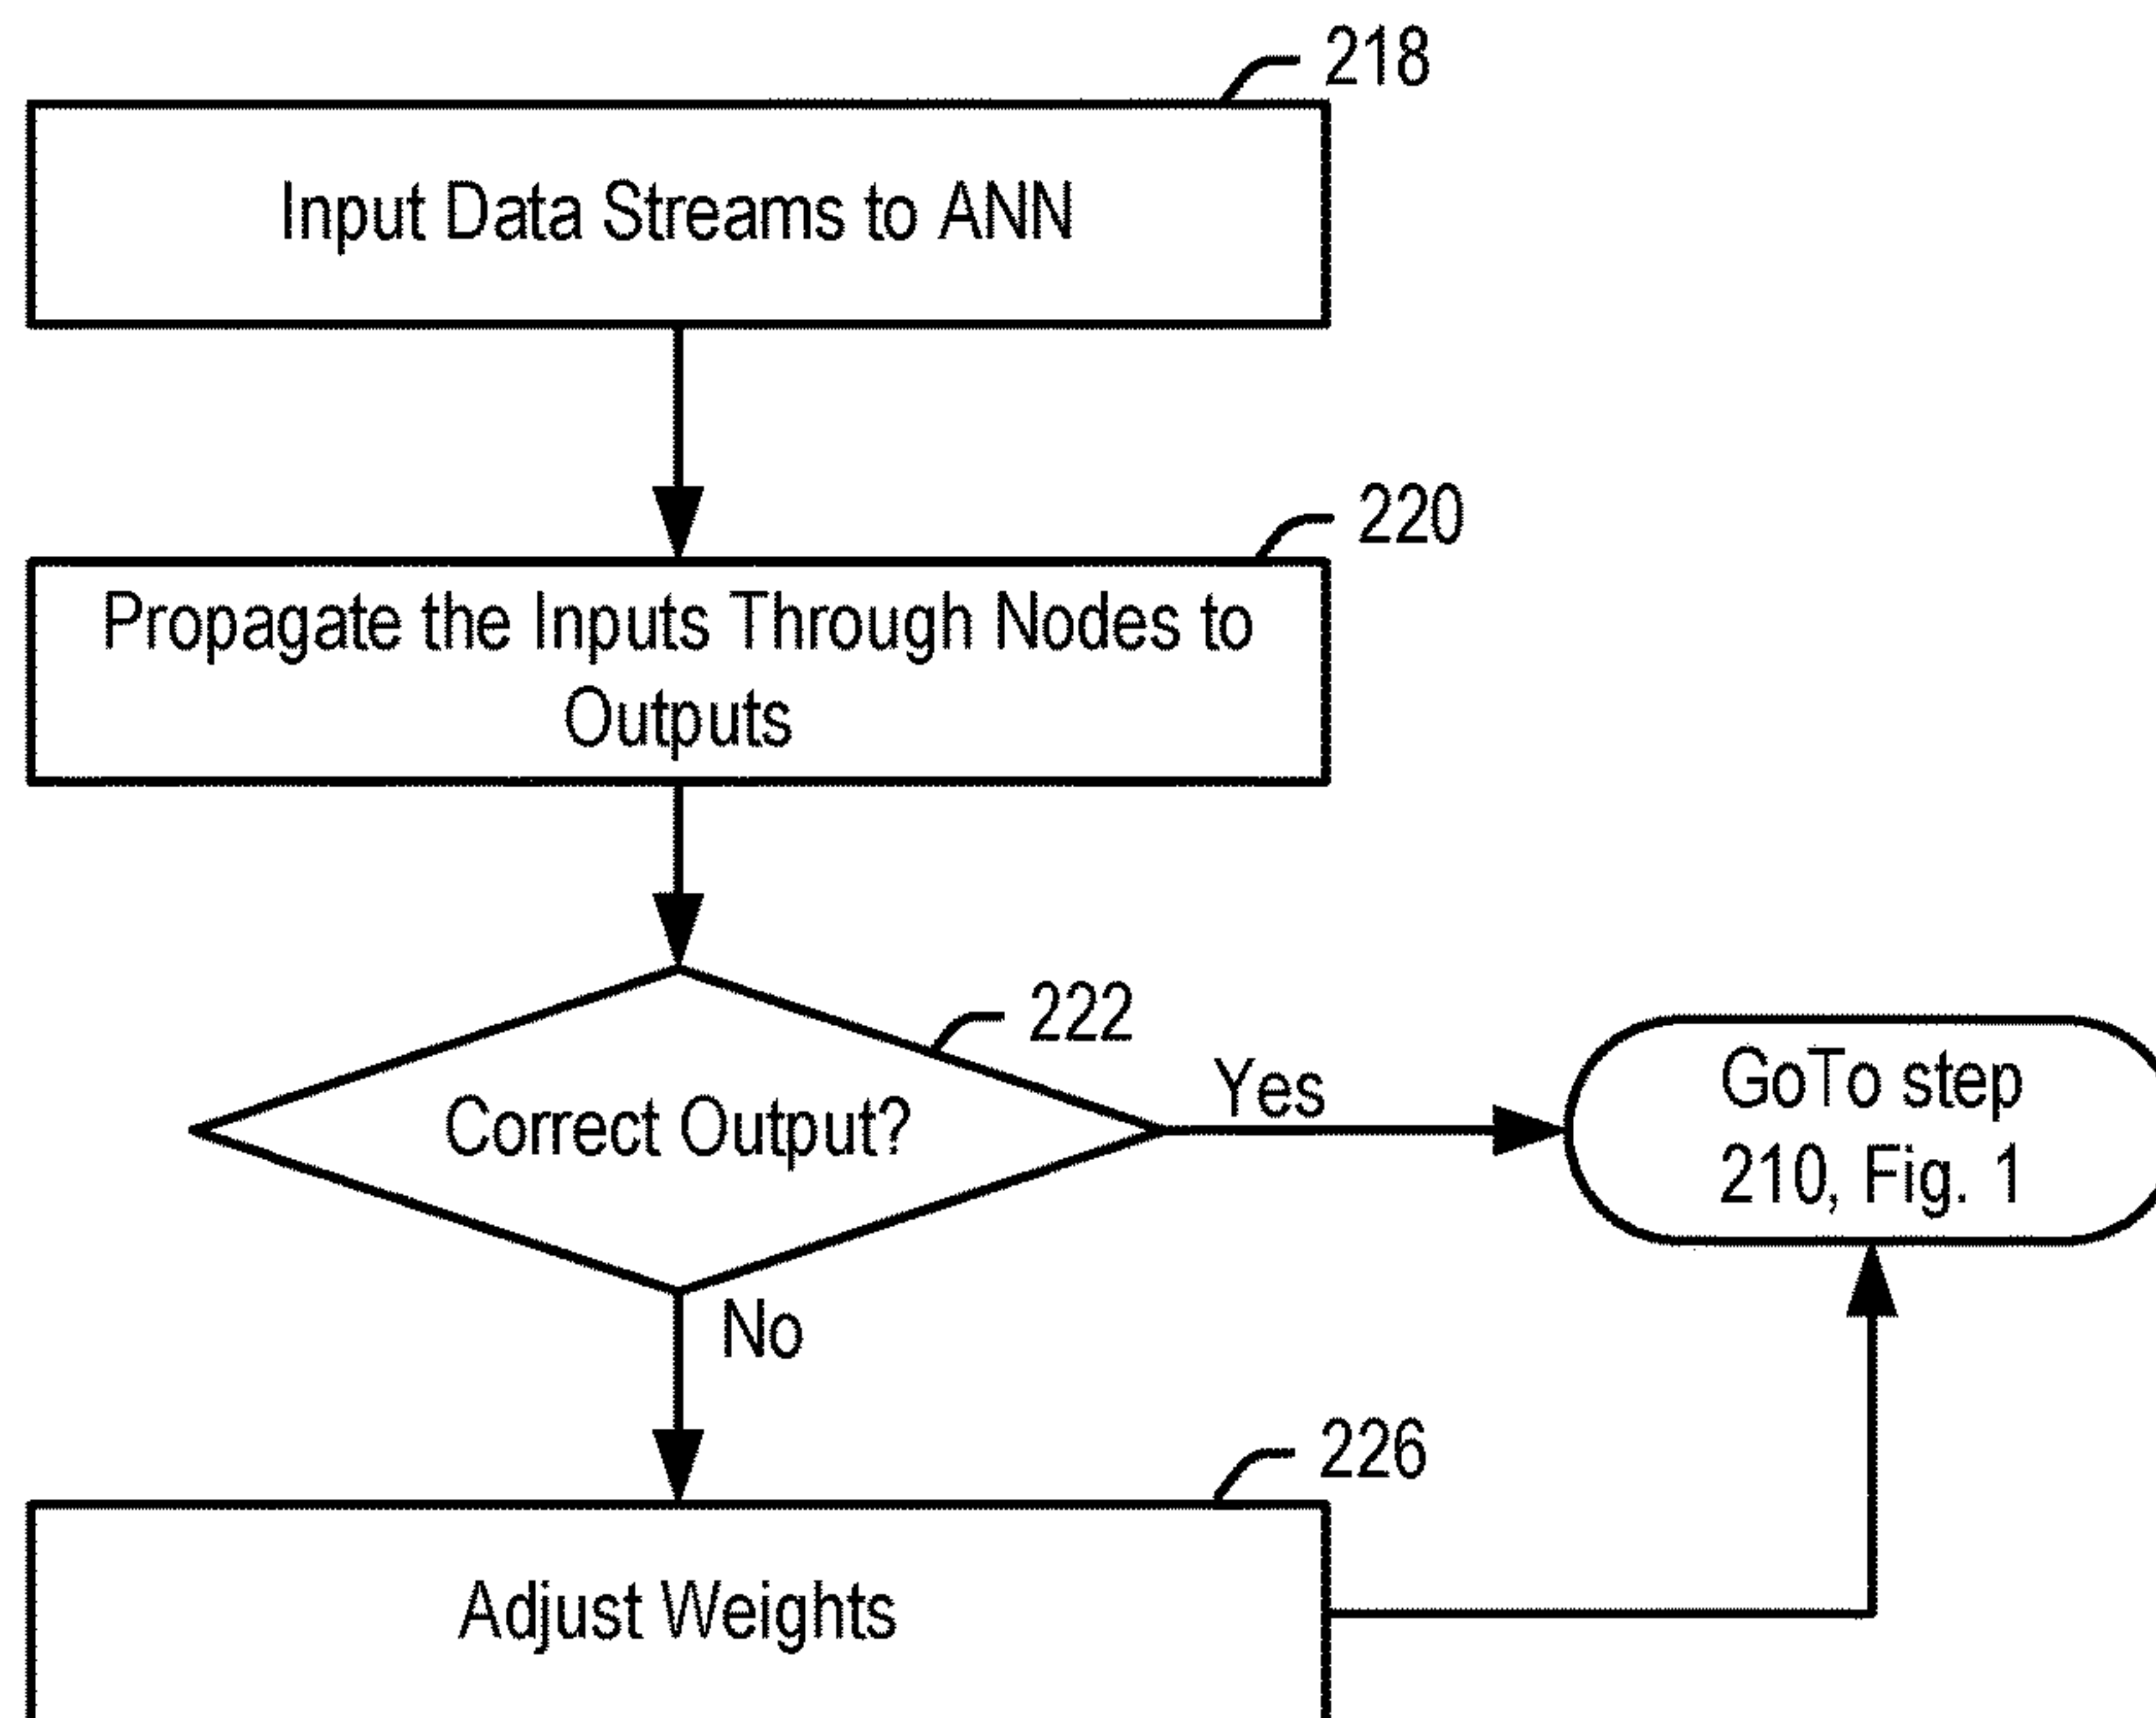 218
Input Data Streams to ANN
220
Propagate the Inputs Through Nodes to
Outputs
222
Correct Output?
Yes
GoTo step
210, Fig. 1
No
226
Adjust Weights